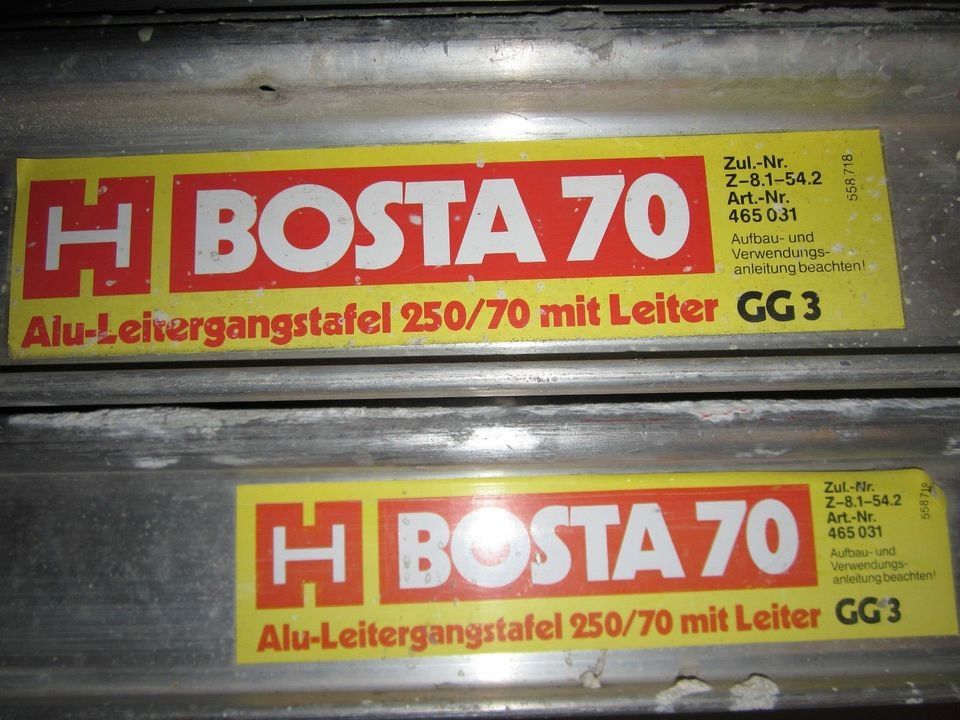 H BOSTA 70
Zul.-Nr.
Z-8.1-54.2
Art.-Nr.
465 031
558 718
Aufbau- und
Verwendungs-
anleitung beachten!
Alu-Leitergangstafel 250/70 mit Leiter GG 3
H BOSTA 70
Zul.-Nr.
Z-8.1-54.2
Art.-Nr.
465 031
558 718
Aufbau- und
Verwendungs-
anleitung beachten!
Alu-Leitergangstafel 250/70 mit Leiter GG 3